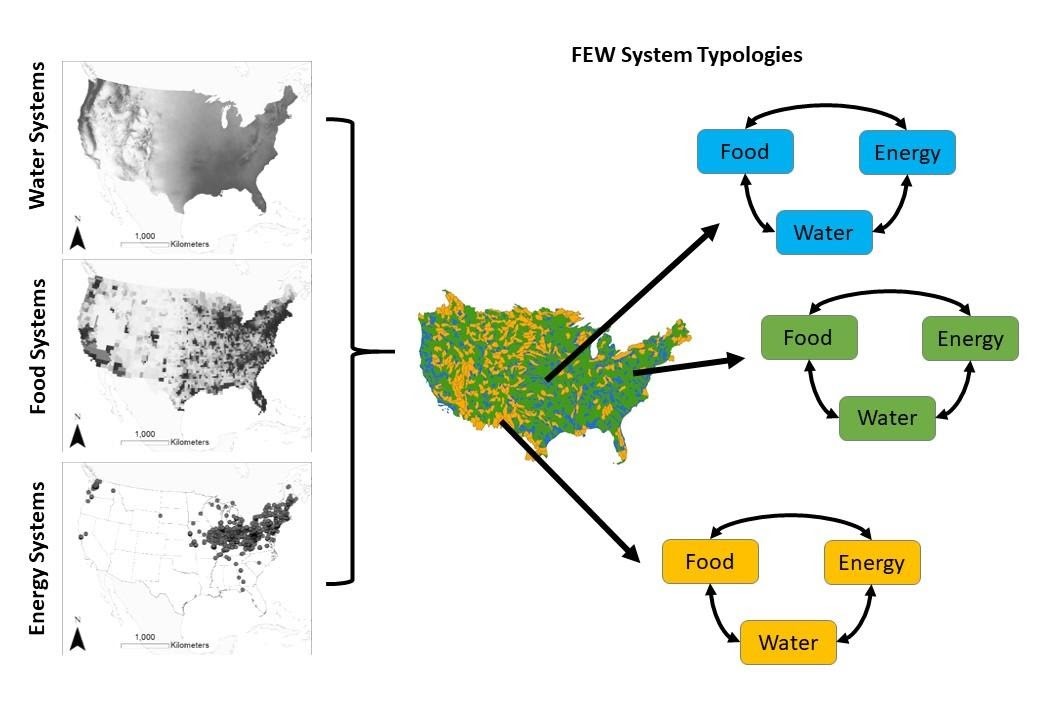 FEW System Typologies
Water Systems
N
1,000
Kilometers
Food Systems
N
1,000
Kilometers
Energy Systems
N
1,000
Kilometers
Food
Energy
Water
Food
Energy
Water
Food
Energy
Water